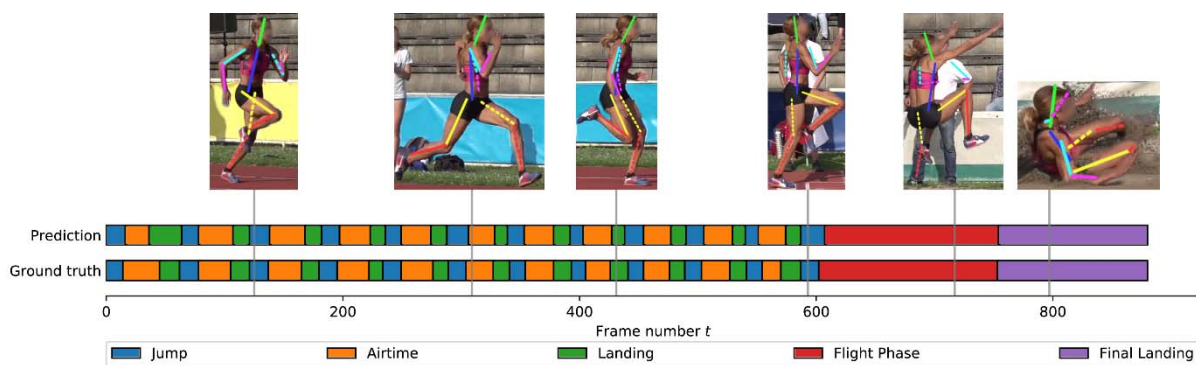 Prediction
Ground truth
0 200 400 600 800
Frame number t
Jump Airtime Landing Flight Phase Final Landing